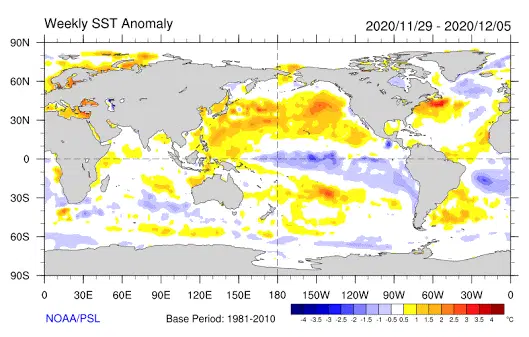 Weekly SST Anomaly 2020/11/29 - 2020/12/05
90N
60N
30N
0
30S
60S
90S
0 30E 60E 90E 120E 150E 180 150W 120W 90W 60W 30W 0
NOAA/PSL Base Period: 1981-2010
-4 -3.5 -3 -2.5 -2 -1.5 -1 -0.5 0.5 1 1.5 2 2.5 3 3.5 4 °C